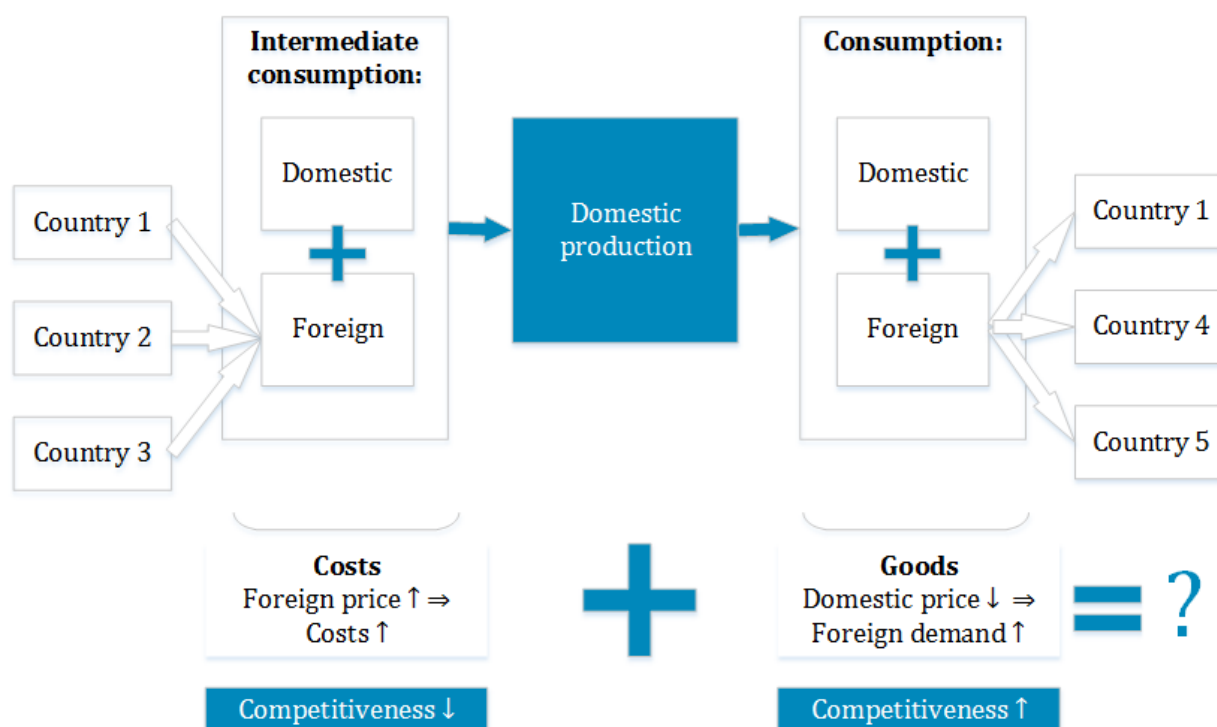 Intermediate
consumption:
Consumption:
Domestic
Domestic
Country 1
Domestic
production
Country 1
Foreign
Foreign
Country 2
Country 4
Country 3
Country 5
Costs
Foreign price ↑ ⇒
Costs ↑
Goods
Domestic price ↓ ⇒
Foreign demand ↑
= ?
Competitiveness ↓
Competitiveness ↑